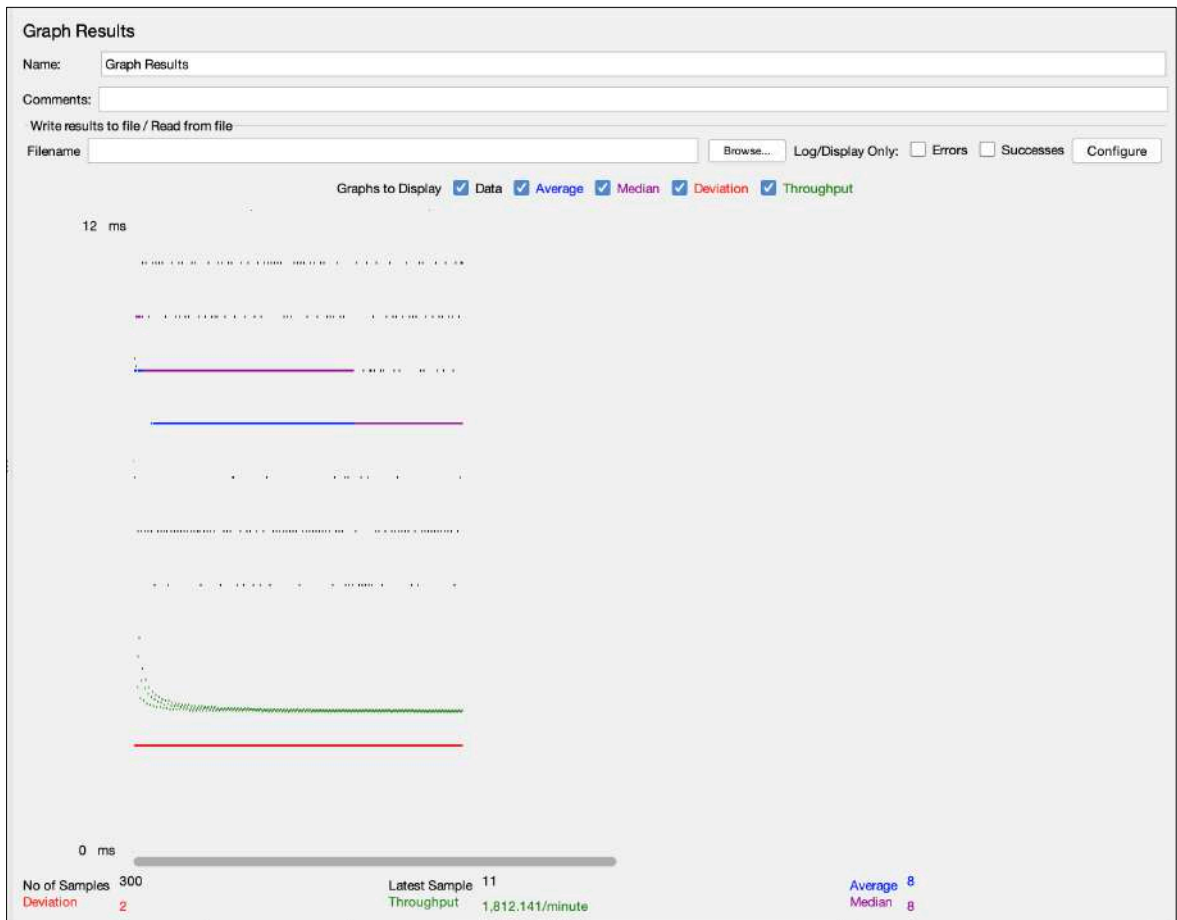 Graph Results
Name: Graph Results
Comments:
Write results to file / Read from file
Filename Browse... Log/Display Only: Errors Successes Configure
Graphs to Display Data Average Median Deviation Throughput
12 ms
0 ms
No of Samples 300 Latest Sample 11 Average 8
Deviation 2 Throughput 1,812.141/minute Median 8